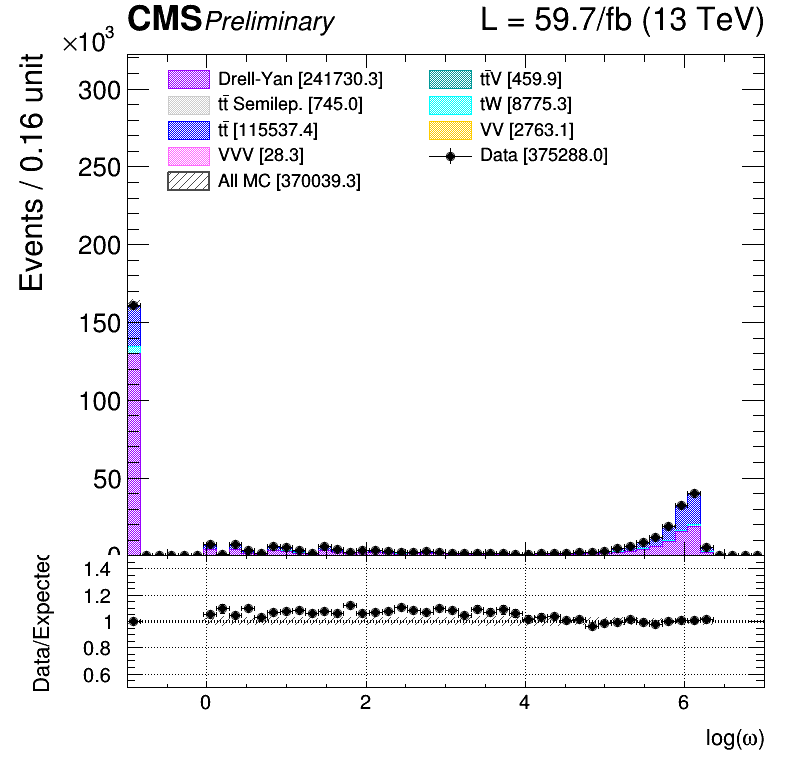 CMS Preliminary L = 59.7/fb (13 TeV)
×10³
Events / 0.16 unit
300
250
200
150
100
50
0
Drell-Yan [241730.3]
tt̄ Semilep. [745.0]
tt̄ [115537.4]
VVV [28.3]
All MC [370039.3]
tt̄V [459.9]
tW [8775.3]
VV [2763.1]
Data [375288.0]
Data/Expected
1.4
1.2
1
0.8
0.6
0 2 4 6
log(ω)